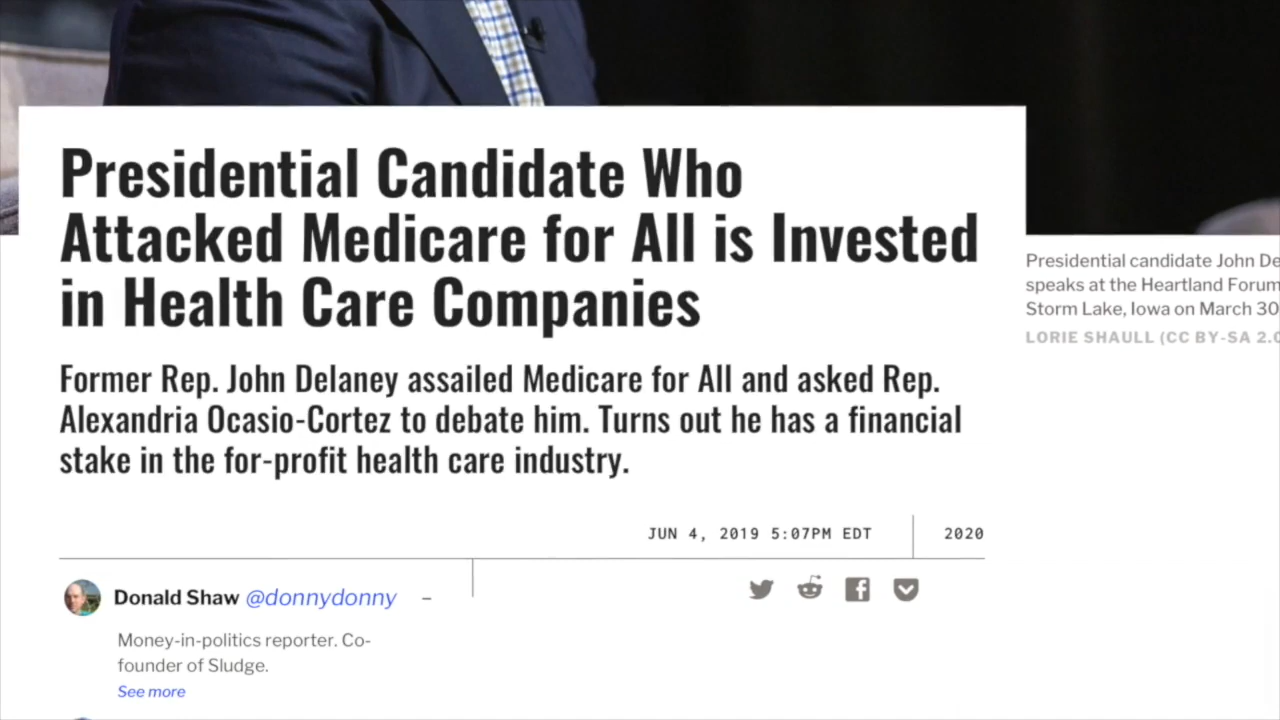 Presidential Candidate Who
Attacked Medicare for All is Invested
in Health Care Companies
Former Rep. John Delaney assailed Medicare for All and asked Rep.
Alexandria Ocasio-Cortez to debate him. Turns out he has a financial
stake in the for-profit health care industry.
Presidential candidate John De
speaks at the Heartland Forum
Storm Lake, Iowa on March 30
LORIE SHAULL (CC BY-SA 2.0
JUN 4, 2019 5:07PM EDT
2020
Donald Shaw @donnydonny –
Money-in-politics reporter. Co-
founder of Sludge.
See more